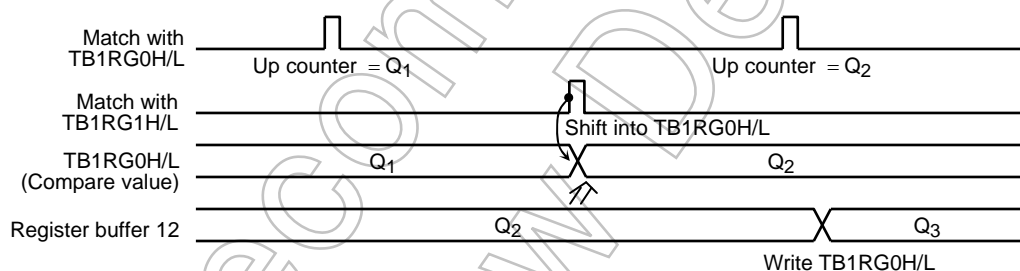 Match with
TB1RG0H/L
Up counter = Q1
Up counter = Q2
Match with
TB1RG1H/L
Shift into TB1RG0H/L
TB1RG0H/L
(Compare value)
Q1
Q2
Register buffer 12
Q2
Q3
Write TB1RG0H/L